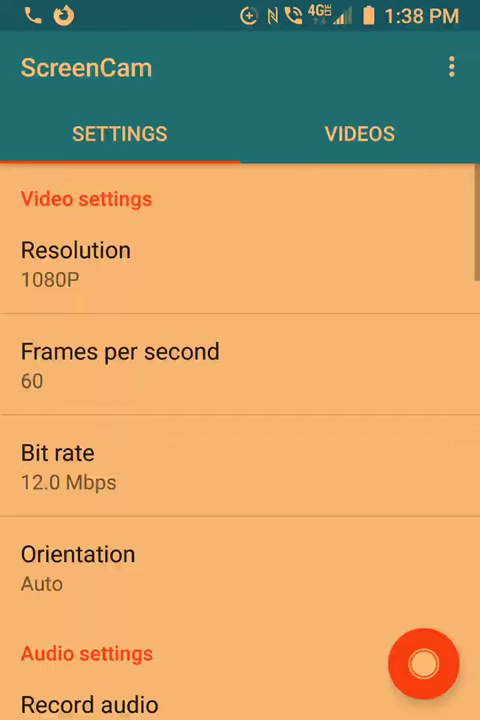 4GLTE 1:38 PM
ScreenCam
SETTINGS VIDEOS
Video settings
Resolution
1080P
Frames per second
60
Bit rate
12.0 Mbps
Orientation
Auto
Audio settings
Record audio